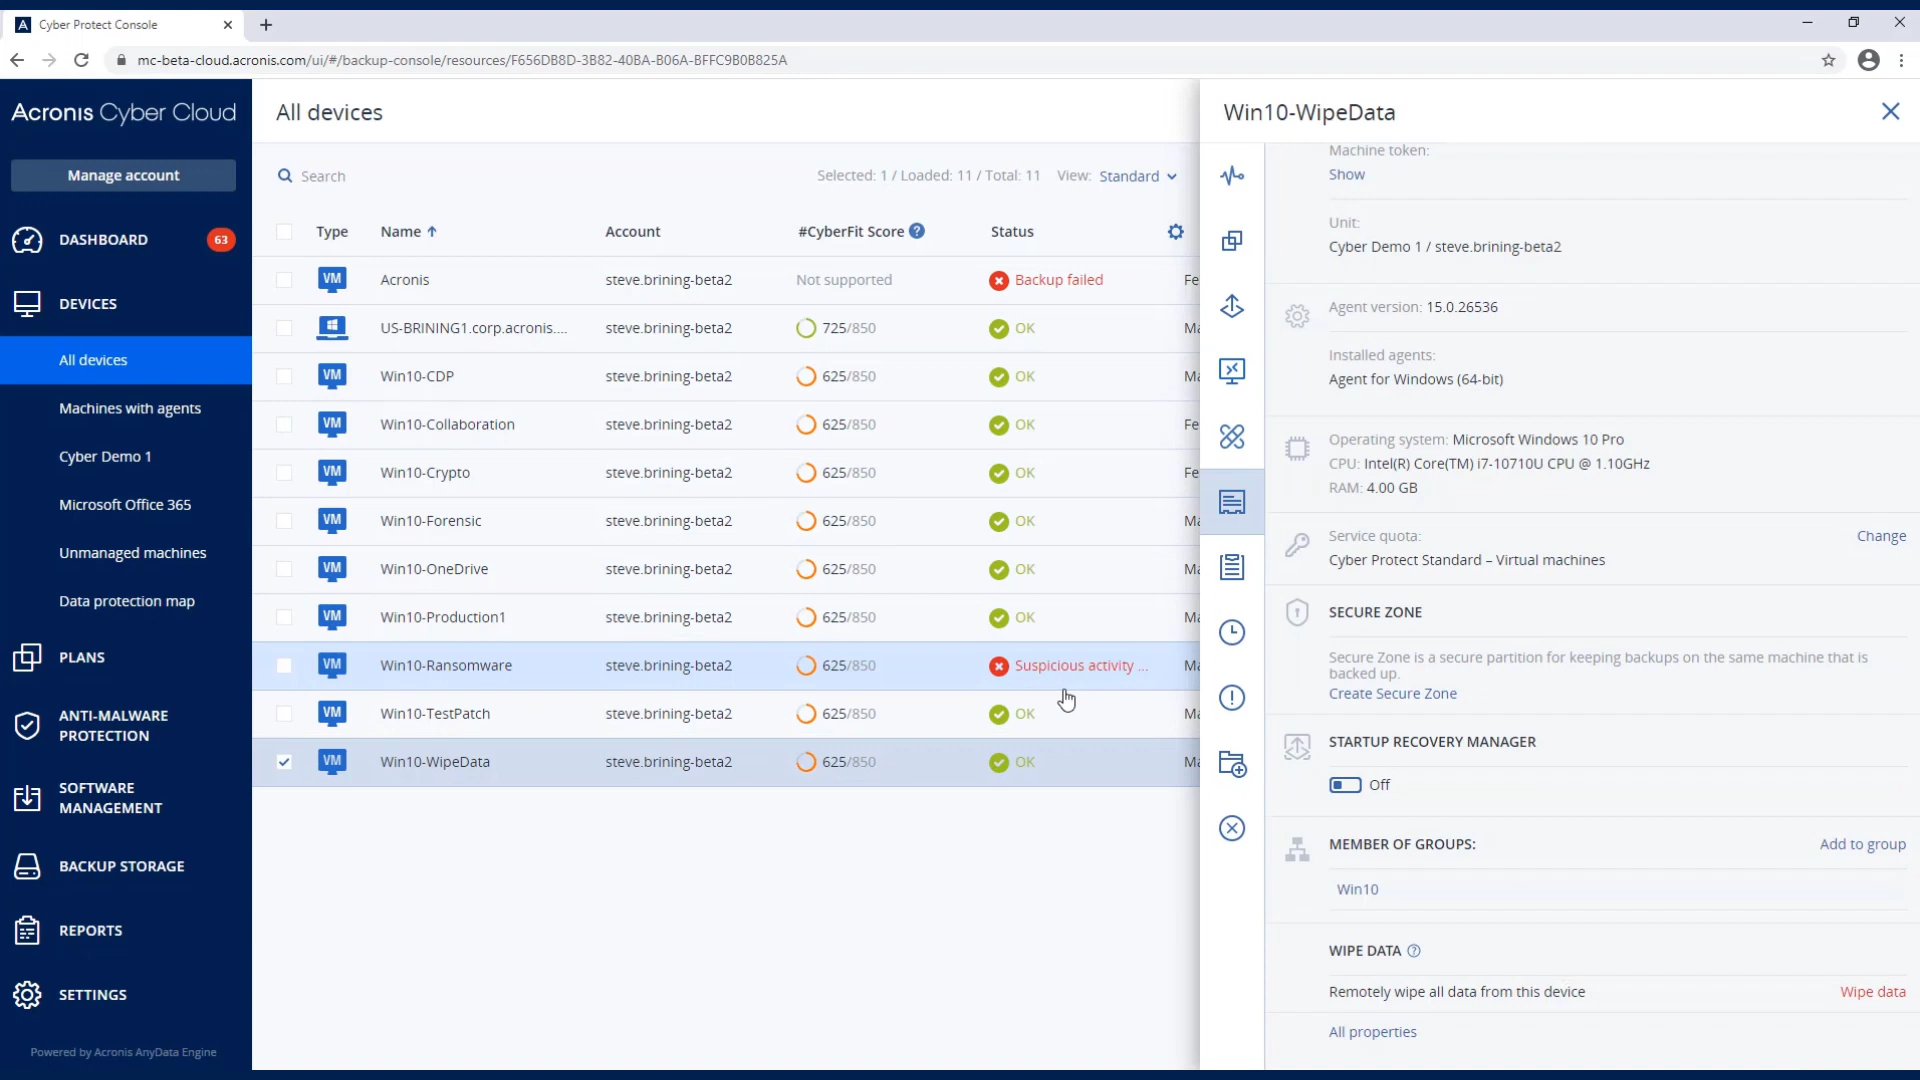 Cyber Protect Console
mc-beta-cloud.acronis.com/ui/#/backup-console/resources/F656DB8D-3B82-40BA-B06A-BFFC9B0B825A
Acronis Cyber Cloud
Manage account
DASHBOARD 63
DEVICES
All devices
Machines with agents
Cyber Demo 1
Microsoft Office 365
Unmanaged machines
Data protection map
PLANS
ANTI-MALWARE
PROTECTION
SOFTWARE
MANAGEMENT
BACKUP STORAGE
REPORTS
SETTINGS
Powered by Acronis AnyData Engine
All devices
Search Selected: 1 / Loaded: 11 / Total: 11 View: Standard
Type Name Account #CyberFit Score ? Status
VM Acronis steve.brining-beta2 Not supported Backup failed Fe
US-BRINING1.corp.acronis.... steve.brining-beta2 725/850 OK Ma
VM Win10-CDP steve.brining-beta2 625/850 OK Ma
VM Win10-Collaboration steve.brining-beta2 625/850 OK Fe
VM Win10-Crypto steve.brining-beta2 625/850 OK Fe
VM Win10-Forensic steve.brining-beta2 625/850 OK Ma
VM Win10-OneDrive steve.brining-beta2 625/850 OK Ma
VM Win10-Production1 steve.brining-beta2 625/850 OK Ma
VM Win10-Ransomware steve.brining-beta2 625/850 Suspicious activity ... Ma
VM Win10-TestPatch steve.brining-beta2 625/850 OK Ma
VM Win10-WipeData steve.brining-beta2 625/850 OK Ma
Win10-WipeData
Machine token:
Show
Unit:
Cyber Demo 1 / steve.brining-beta2
Agent version: 15.0.26536
Installed agents:
Agent for Windows (64-bit)
Operating system: Microsoft Windows 10 Pro
CPU: Intel(R) Core(TM) i7-10710U CPU @ 1.10GHz
RAM: 4.00 GB
Service quota: Change
Cyber Protect Standard – Virtual machines
SECURE ZONE
Secure Zone is a secure partition for keeping backups on the same machine that is
backed up.
Create Secure Zone
STARTUP RECOVERY MANAGER
Off
MEMBER OF GROUPS: Add to group
Win10
WIPE DATA ?
Remotely wipe all data from this device Wipe data
All properties